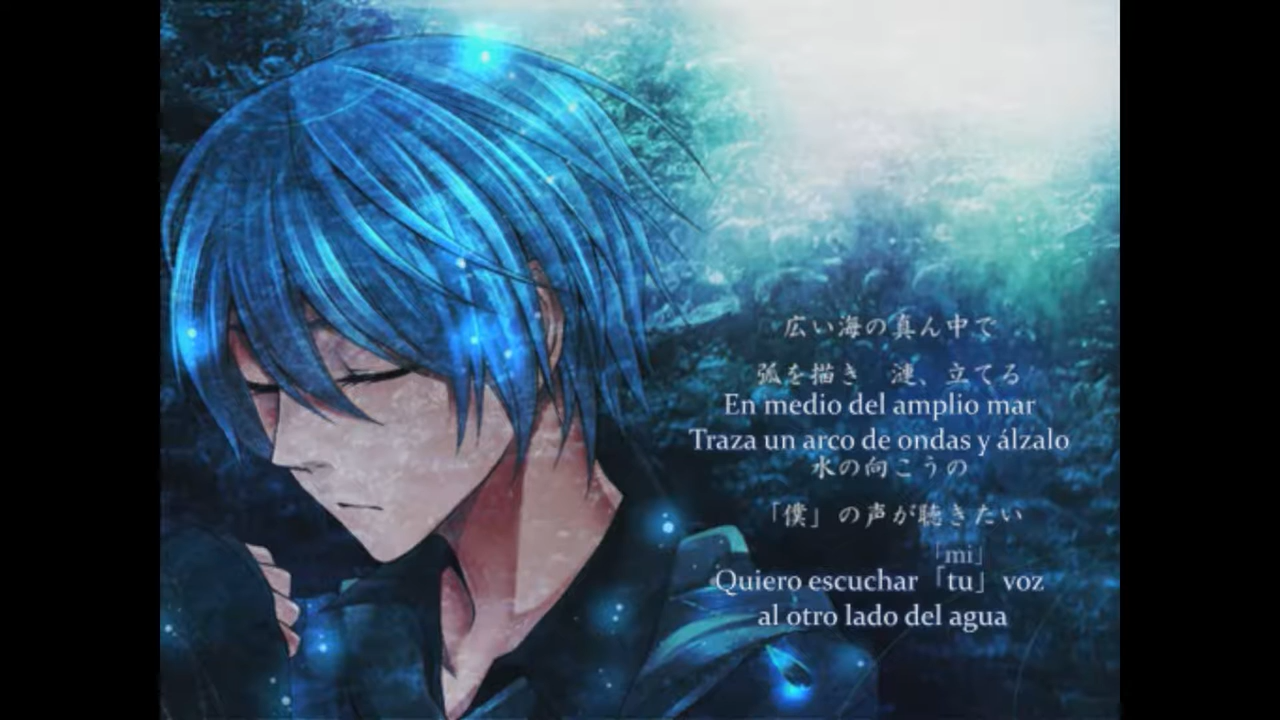 広い海の真ん中で
弧を描き　漣、立てる
En medio del amplio mar
Traza un arco de ondas y álzalo
水の向こうの
「僕」の声が聴きたい
「mi」
Quiero escuchar 「tu」 voz
al otro lado del agua